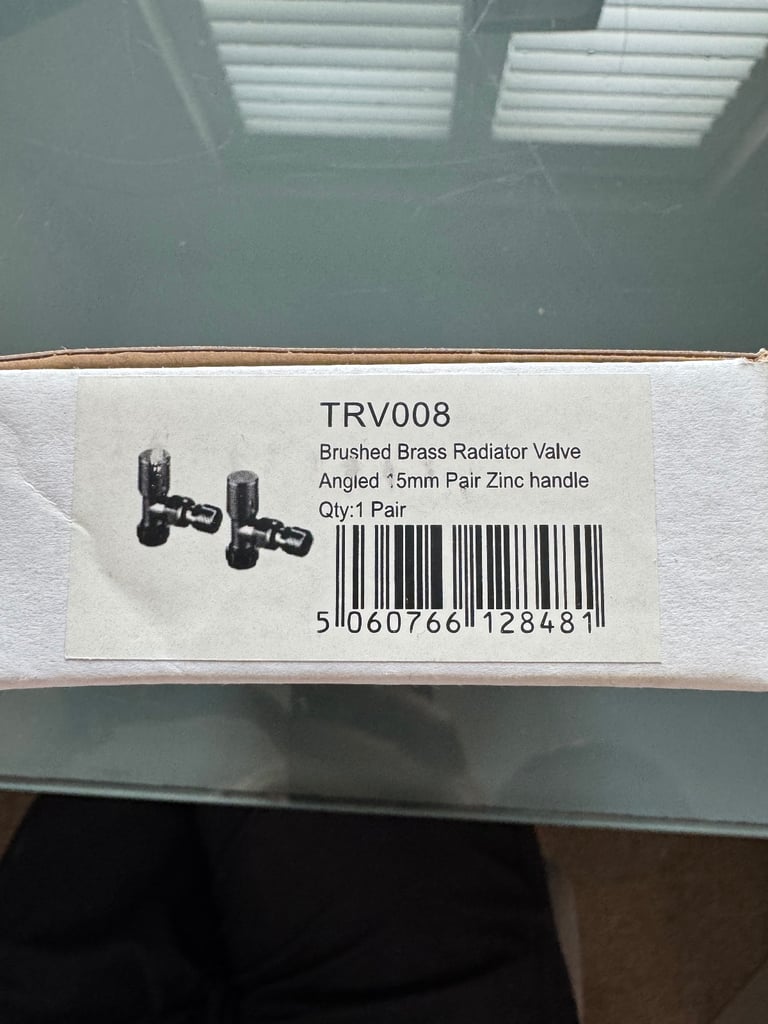 TRV008
Brushed Brass Radiator Valve
Angled 15mm Pair Zinc handle
Qty:1 Pair
5 060766 128481